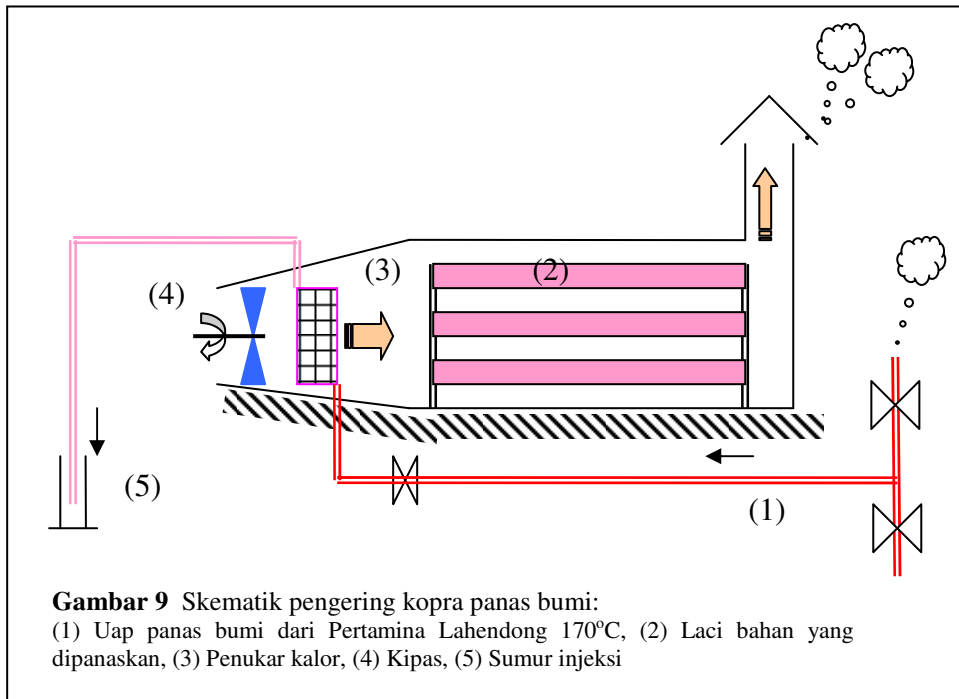 (3)
(2)
(4)
(5)
(1)
Gambar 9 Skematik pengering kopra panas bumi:
(1) Uap panas bumi dari Pertamina Lahendong 170°C, (2) Laci bahan yang
dipanaskan, (3) Penukar kalor, (4) Kipas, (5) Sumur injeksi